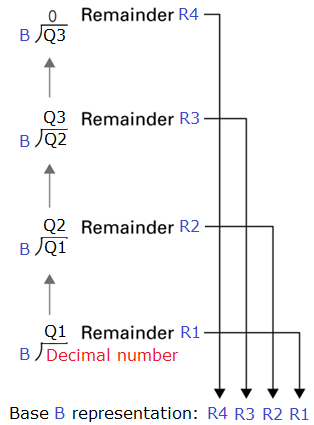 0 Remainder R4
B Q3
Q3 Remainder R3
B Q2
Q2 Remainder R2
B Q1
Q1 Remainder R1
B Decimal number
Base B representation: R4 R3 R2 R1